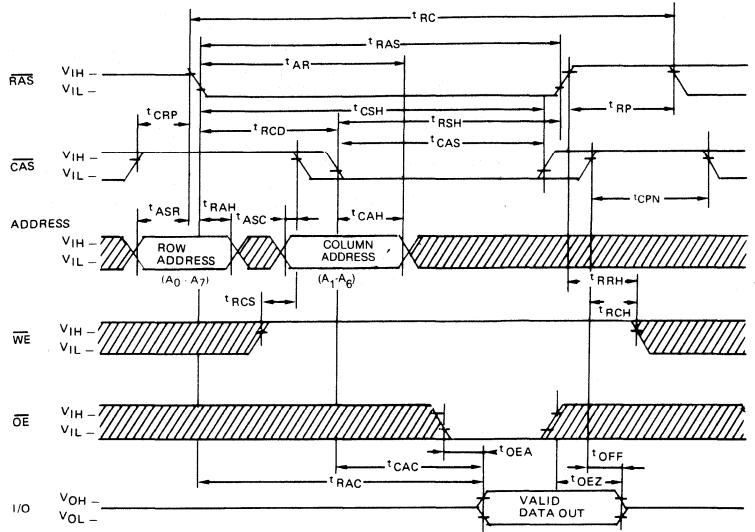 tRC
tRAS
tAR
RAS
VIH –
VIL –
tCRP
tCSH
tRP
tRCD
tRSH
tCAS
CAS
VIH –
VIL –
tCPN
ADDRESS
tASR
tRAH
tASC
tCAH
VIH –
VIL –
ROW
ADDRESS
(A0 - A7)
COLUMN
ADDRESS
(A1-A6)
tRRH
tRCS
tRCH
WE
VIH –
VIL –
OE
VIH –
VIL –
tOEA
tOFF
tCAC
tRAC
tOEZ
I/O
VOH –
VOL –
VALID
DATA OUT